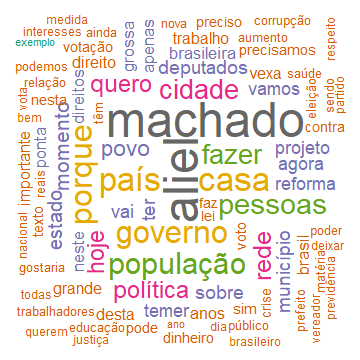 medida ainda nova preciso corrupção
interesses grossa apenas trabalho aumento respeito
exemplo votação brasileira precisamos
podemos direito deputados vexa saúde sendo partido
relação direitos quero cidade vamos eleição
vota nesta machado contra
bem têm
importante ponta momento porque povo aliel fazer projeto
reais agora
texto país casa reforma
nacional estado vai ter faz lei pessoas
gostaria neste hoje governo voto rede município brasil poder
deixar
todas grande população matéria
política sobre crise previdência
trabalhadores desta temer anos sim prefeito vereador
querem educação pode ano dia público
justiça dinheiro brasileiro